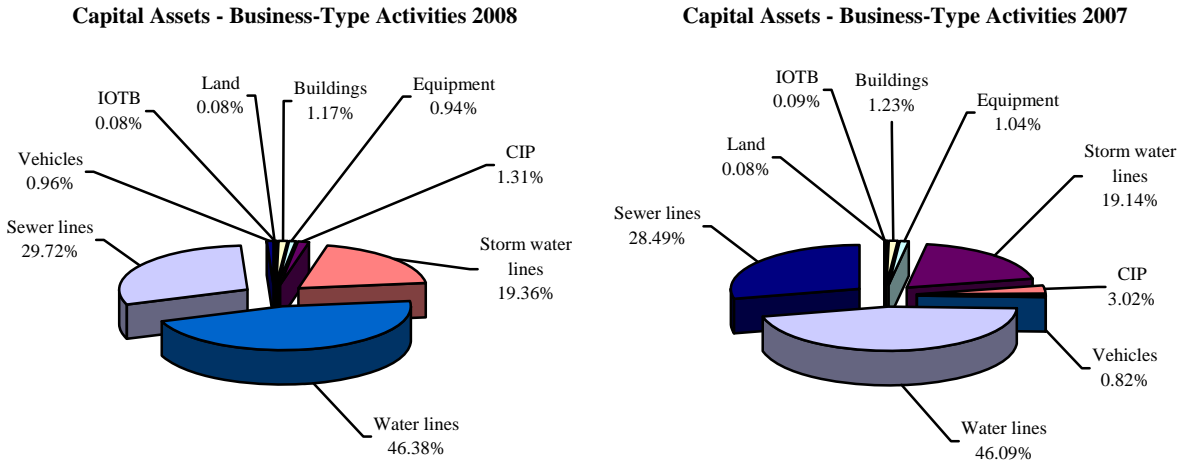 Capital Assets - Business-Type Activities 2008
Land
0.08%
Buildings
1.17%
Equipment
0.94%
IOTB
0.08%
CIP
1.31%
Vehicles
0.96%
Sewer lines
29.72%
Storm water
lines
19.36%
Water lines
46.38%
Capital Assets - Business-Type Activities 2007
IOTB
0.09%
Buildings
1.23%
Equipment
1.04%
Land
0.08%
Storm water
lines
19.14%
Sewer lines
28.49%
CIP
3.02%
Vehicles
0.82%
Water lines
46.09%